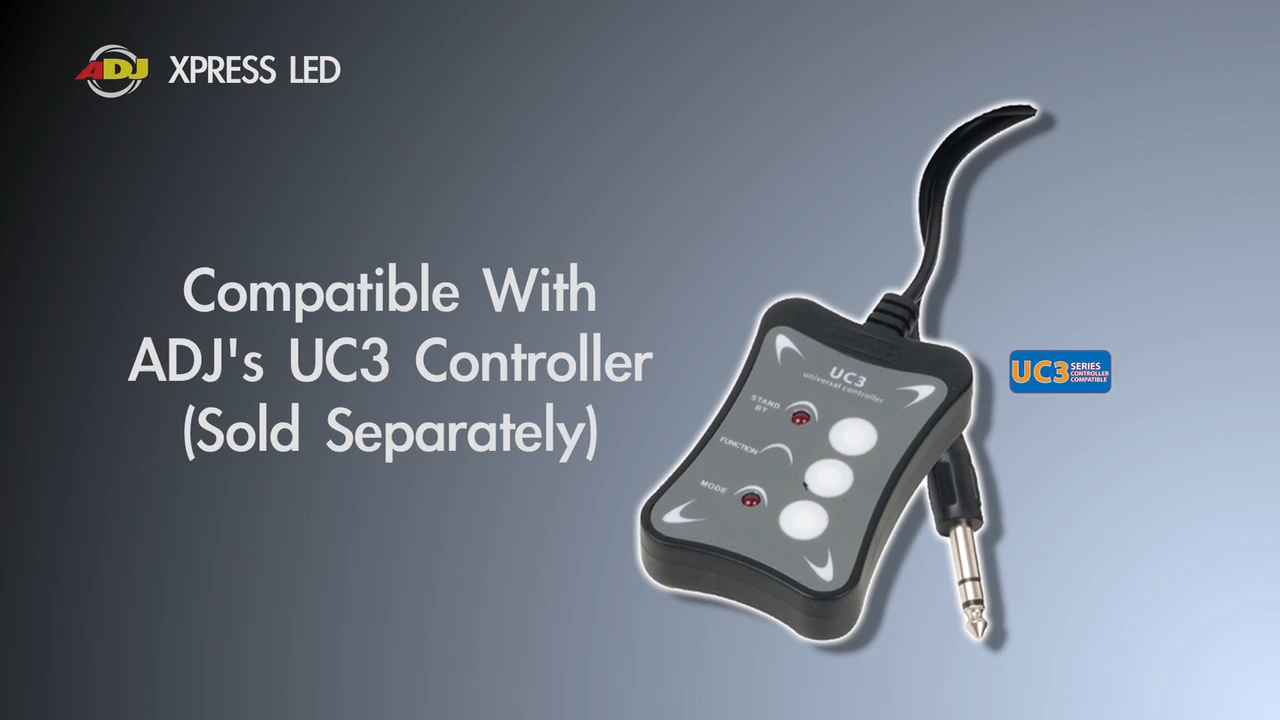 ADJ XPRESS LED
Compatible With
ADJ's UC3 Controller
(Sold Separately)
UC3
universal controller
STAND
BY
FUNCTION
MODE
UC3 SERIES
CONTROLLER
COMPATIBLE